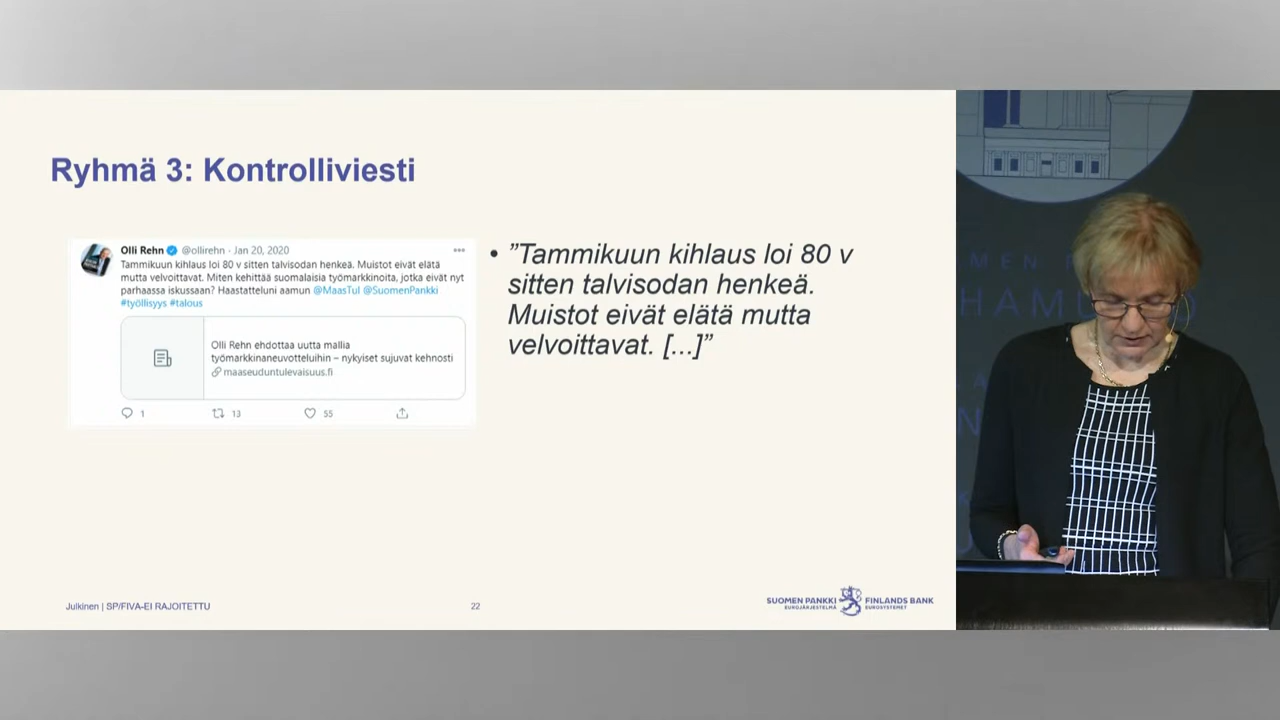 Ryhmä 3: Kontrolliviesti
Olli Rehn @ollirehn · Jan 20, 2020
Tammikuun kihlaus loi 80 v sitten talvisodan henkeä. Muistot eivät elätä
mutta velvoittavat. Miten kehittää suomalaisia työmarkkinoita, jotka eivät nyt
parhaassa iskussaan? Haastatteluni aamun @MaasTul @SuomenPankki
#työllisyys #talous
Olli Rehn ehdottaa uutta mallia
työmarkkinaneuvotteluihin – nykyiset sujuvat kehnosti
maaseuduntulevaisuus.fi
1 13 55
• ”Tammikuun kihlaus loi 80 v
sitten talvisodan henkeä.
Muistot eivät elätä mutta
velvoittavat. [...]”
Julkinen | SP/FIVA-EI RAJOITETTU
22
SUOMEN PANKKI FINLANDS BANK
EUROJÄRJESTELMÄ EUROSYSTEMET